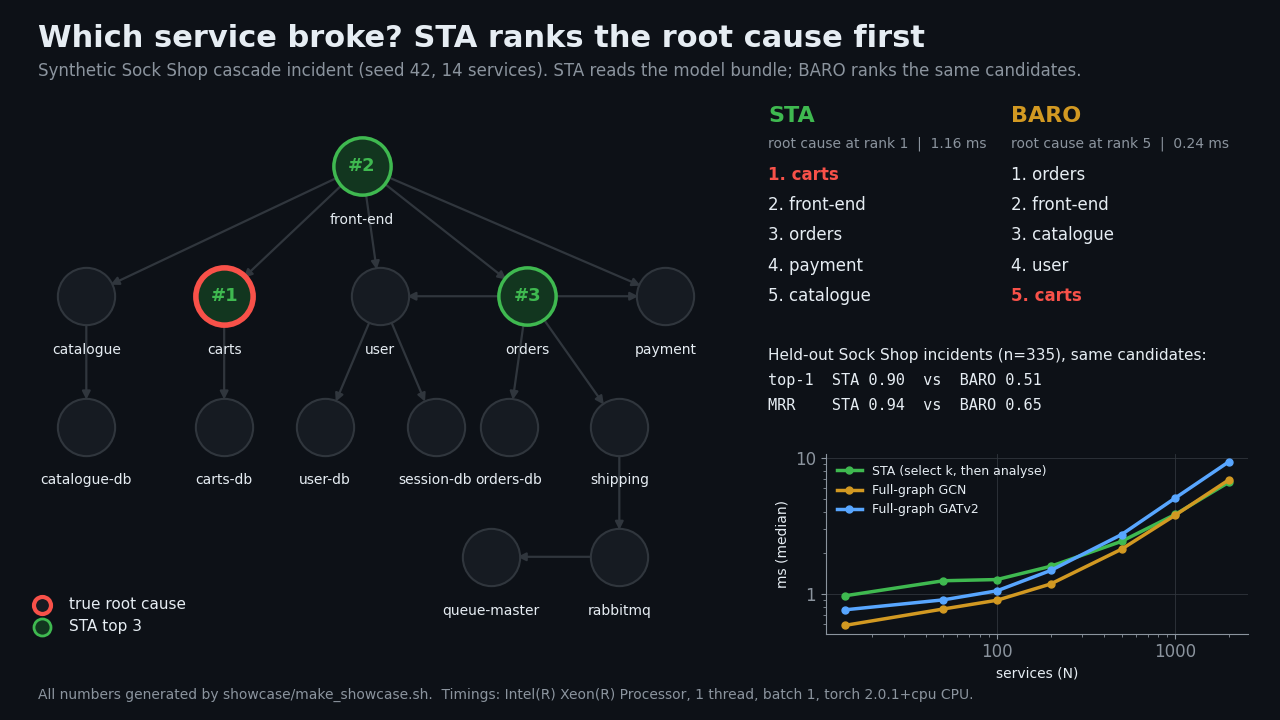 Which service broke? STA ranks the root cause first
Synthetic Sock Shop cascade incident (seed 42, 14 services). STA reads the model bundle; BARO ranks the same candidates.
#2
front-end
#1
#3
catalogue
carts
user
orders
payment
catalogue-db
carts-db
user-db
session-db
orders-db
shipping
queue-master
rabbitmq
true root cause
STA top 3
STA
root cause at rank 1 | 1.16 ms
1. carts
2. front-end
3. orders
4. payment
5. catalogue
BARO
root cause at rank 5 | 0.24 ms
1. orders
2. front-end
3. catalogue
4. user
5. carts
Held-out Sock Shop incidents (n=335), same candidates:
top-1 STA 0.90 vs BARO 0.51
MRR STA 0.94 vs BARO 0.65
STA (select k, then analyse)
Full-graph GCN
Full-graph GATv2
ms (median)
10
1
100
1000
services (N)
All numbers generated by showcase/make_showcase.sh. Timings: Intel(R) Xeon(R) Processor, 1 thread, batch 1, torch 2.0.1+cpu CPU.